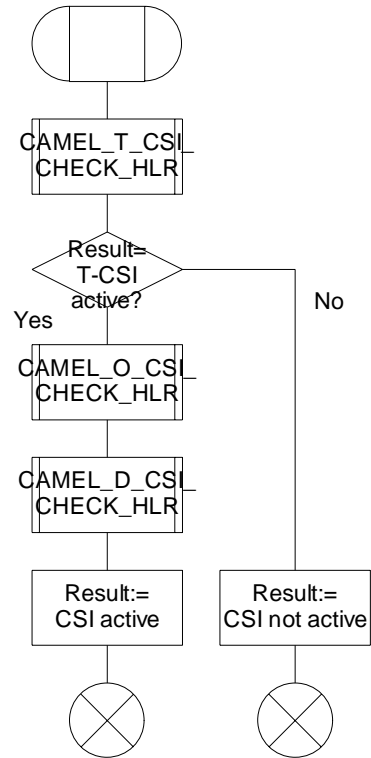 CAMEL_T_CSI_
CHECK_HLR
Result=
T-CSI
active?
No
Yes
CAMEL_O_CSI_
CHECK_HLR
CAMEL_D_CSI_
CHECK_HLR
Result:=
CSI active
Result:=
CSI not active